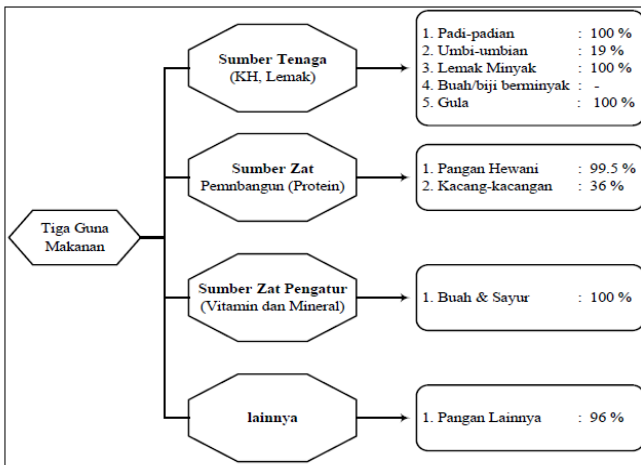 Tiga Guna
Makanan
Sumber Tenaga
(KH, Lemak)
1. Padi-padian : 100 %
2. Umbi-umbian : 19 %
3. Lemak Minyak : 100 %
4. Buah/biji berminyak : -
5. Gula : 100 %
Sumber Zat
Pemnbangun (Protein)
1. Pangan Hewani : 99.5 %
2. Kacang-kacangan : 36 %
Sumber Zat Pengatur
(Vitamin dan Mineral)
1. Buah & Sayur : 100 %
lainnya
1. Pangan Lainnya : 96 %